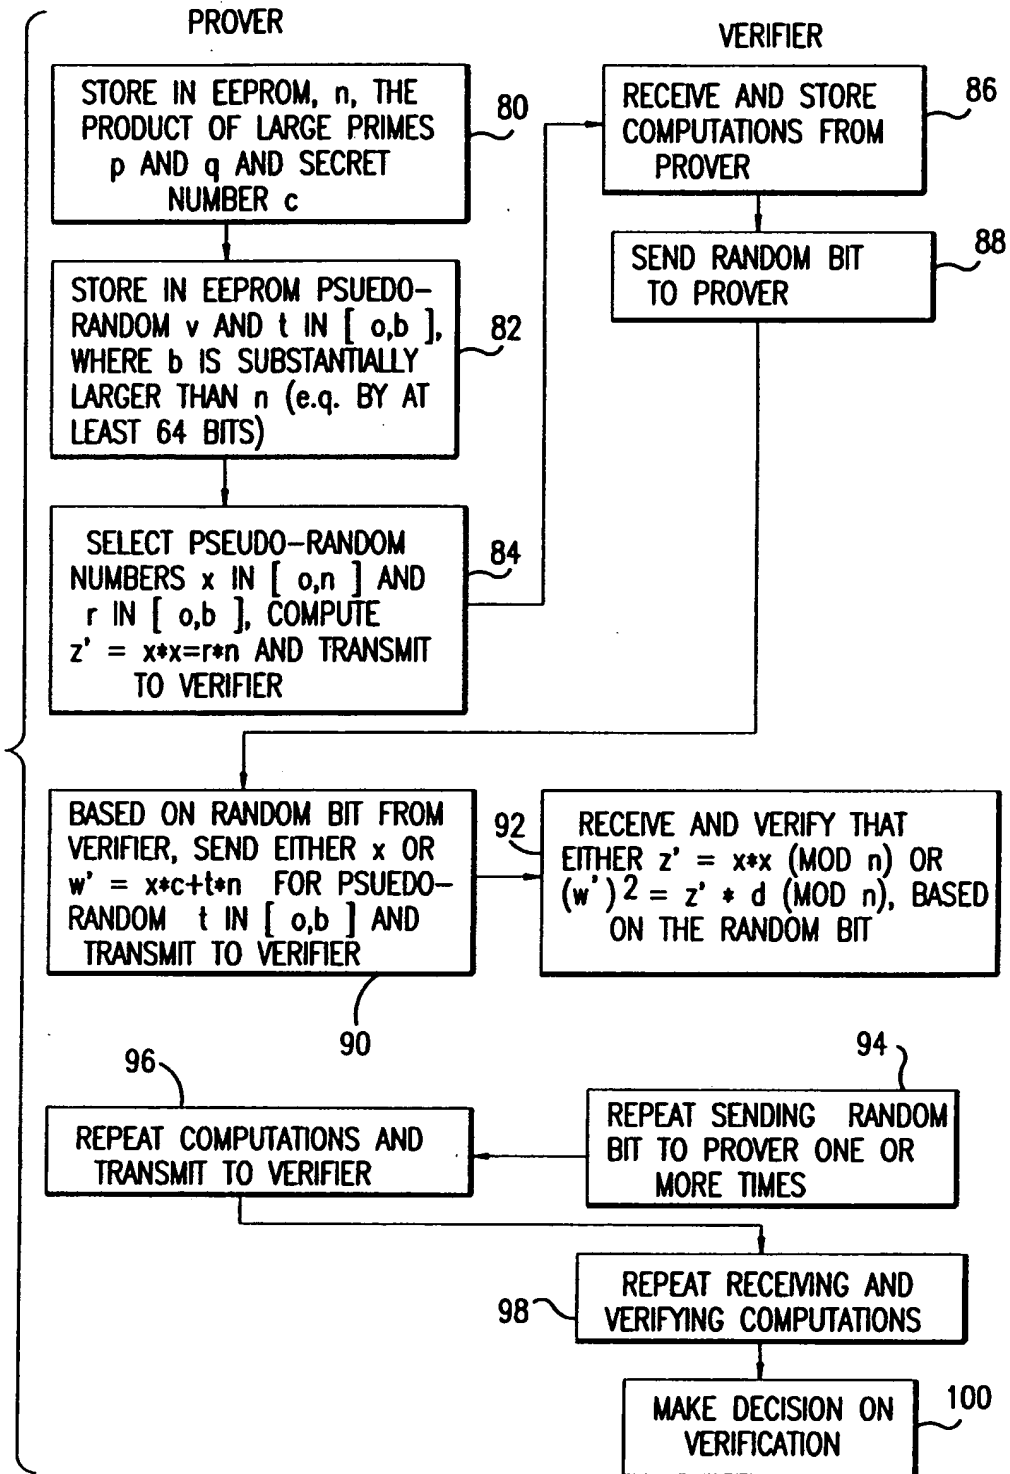 PROVER
STORE IN EEPROM, n, THE
PRODUCT OF LARGE PRIMES
p AND q AND SECRET
NUMBER c
80
STORE IN EEPROM PSUEDO-
RANDOM v AND t IN [ o,b ],
WHERE b IS SUBSTANTIALLY
LARGER THAN n (e.q. BY AT
LEAST 64 BITS)
82
SELECT PSEUDO-RANDOM
NUMBERS x IN [ o,n ] AND
r IN [ o,b ], COMPUTE
z' = x*x=r*n AND TRANSMIT
TO VERIFIER
84
VERIFIER
RECEIVE AND STORE
COMPUTATIONS FROM
PROVER
86
SEND RANDOM BIT
TO PROVER
88
BASED ON RANDOM BIT FROM
VERIFIER, SEND EITHER x OR
w' = x*c+t*n FOR PSUEDO-
RANDOM t IN [ o,b ] AND
TRANSMIT TO VERIFIER
90
92
RECEIVE AND VERIFY THAT
EITHER z' = x*x (MOD n) OR
(w')2 = z' * d (MOD n), BASED
ON THE RANDOM BIT
94
REPEAT SENDING RANDOM
BIT TO PROVER ONE OR
MORE TIMES
96
REPEAT COMPUTATIONS AND
TRANSMIT TO VERIFIER
98
REPEAT RECEIVING AND
VERIFYING COMPUTATIONS
MAKE DECISION ON
VERIFICATION
100